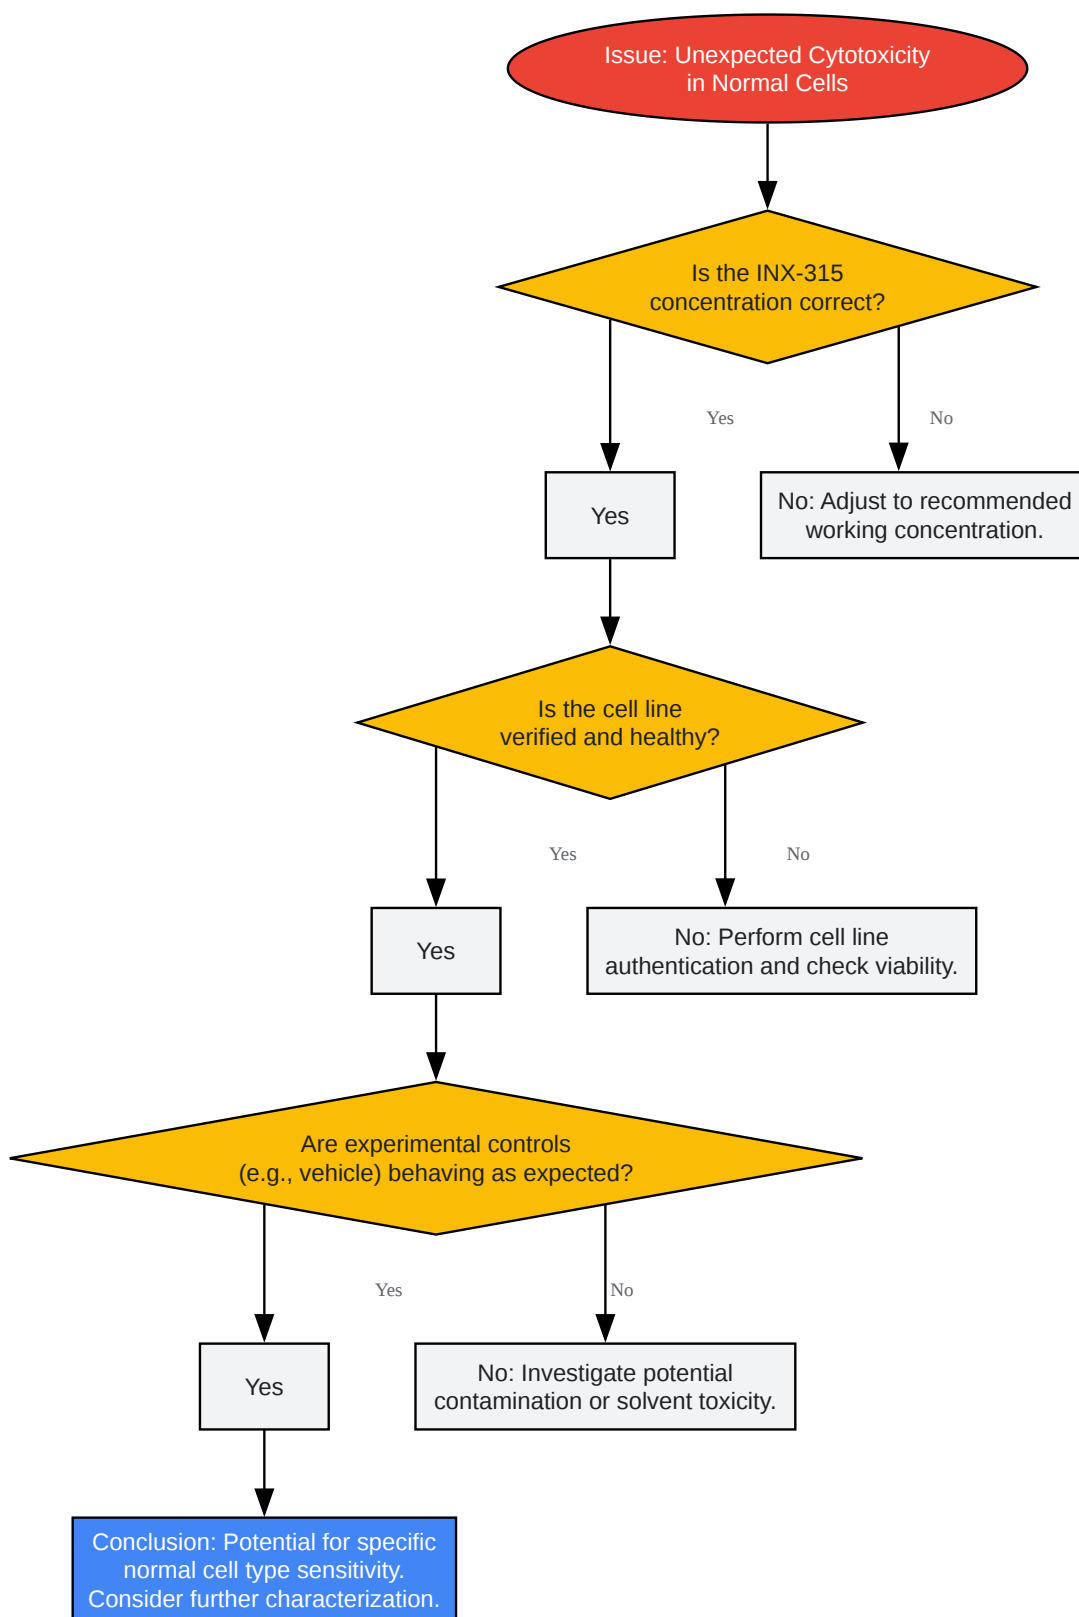 Issue: Unexpected Cytotoxicity
in Normal Cells
Is the INX-315
concentration correct?
Yes
No
Yes
No: Adjust to recommended
working concentration.
Is the cell line
verified and healthy?
Yes
No
Yes
No: Perform cell line
authentication and check viability.
Are experimental controls
(e.g., vehicle) behaving as expected?
Yes
No
Yes
No: Investigate potential
contamination or solvent toxicity.
Conclusion: Potential for specific
normal cell type sensitivity.
Consider further characterization.